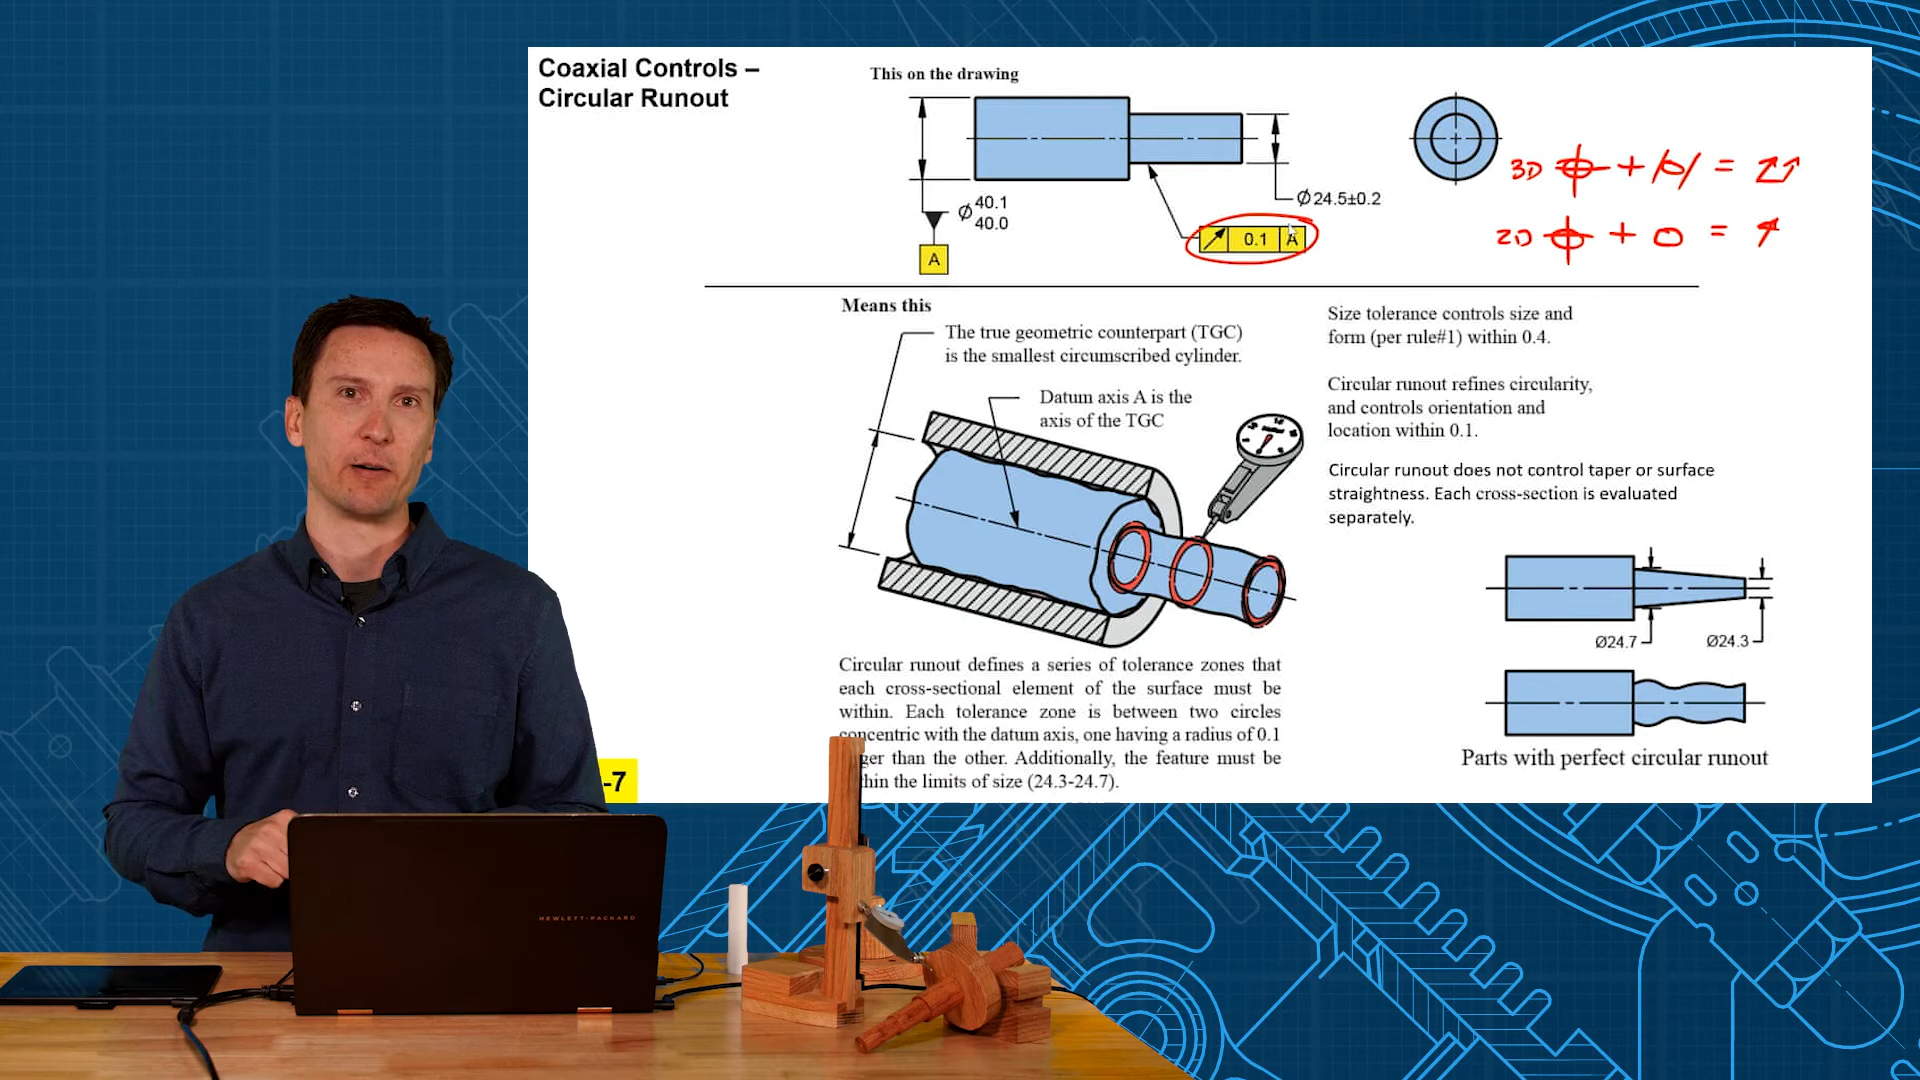 Coaxial Controls –
Circular Runout
This on the drawing
Ø 40.1
40.0
A
Ø24.5±0.2
0.1 A
3D ⌖ + ⌭ = ⌰
2D ⌖ + ○ = ↗
Means this
The true geometric counterpart (TGC)
is the smallest circumscribed cylinder.
Datum axis A is the
axis of the TGC
Size tolerance controls size and
form (per rule#1) within 0.4.
Circular runout refines circularity,
and controls orientation and
location within 0.1.
Circular runout does not control taper or surface
straightness. Each cross-section is evaluated
separately.
Ø24.7
Ø24.3
Parts with perfect circular runout
Circular runout defines a series of tolerance zones that
each cross-sectional element of the surface must be
within. Each tolerance zone is between two circles
concentric with the datum axis, one having a radius of 0.1
than the other. Additionally, the feature must be
the limits of size (24.3-24.7).
-7
HEWLETT-PACKARD